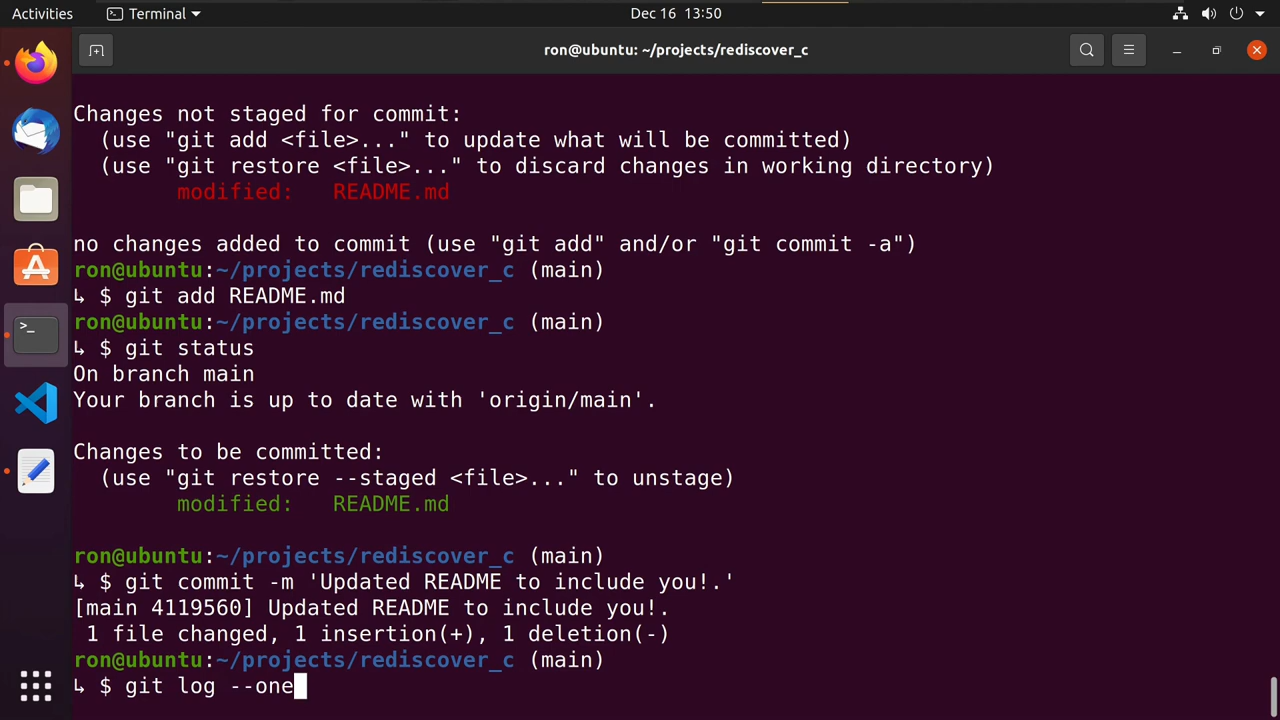 Activities Terminal Dec 16 13:50
ron@ubuntu: ~/projects/rediscover_c
Changes not staged for commit:
(use "git add <file>..." to update what will be committed)
(use "git restore <file>..." to discard changes in working directory)
modified: README.md
no changes added to commit (use "git add" and/or "git commit -a")
ron@ubuntu:~/projects/rediscover_c (main)
↳ $ git add README.md
ron@ubuntu:~/projects/rediscover_c (main)
↳ $ git status
On branch main
Your branch is up to date with 'origin/main'.
Changes to be committed:
(use "git restore --staged <file>..." to unstage)
modified: README.md
ron@ubuntu:~/projects/rediscover_c (main)
↳ $ git commit -m 'Updated README to include you!.'
[main 4119560] Updated README to include you!.
1 file changed, 1 insertion(+), 1 deletion(-)
ron@ubuntu:~/projects/rediscover_c (main)
↳ $ git log --one